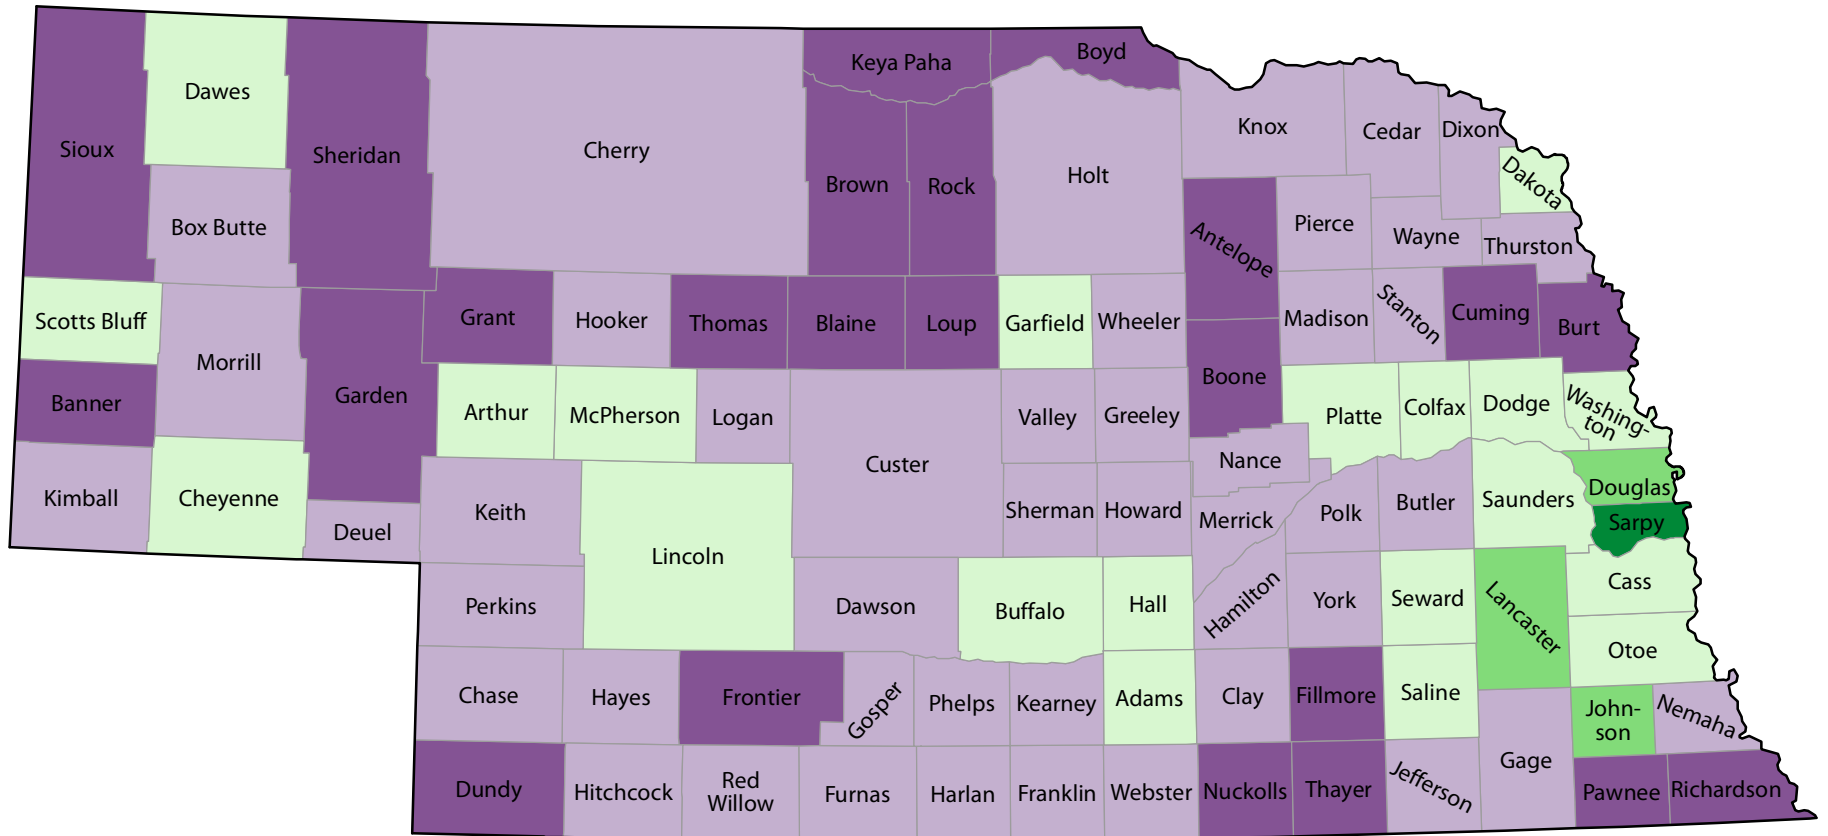 Boyd
Keya Paha
Dawes
Knox
Cedar
Dixon
Sioux
Sheridan
Cherry
Brown
Rock
Holt
Dakota
Box Butte
Antelope
Pierce
Wayne
Thurston
Scotts Bluff
Grant
Hooker
Thomas
Blaine
Loup
Garfield
Wheeler
Madison
Stanton
Cuming
Burt
Morrill
Banner
Garden
Arthur
McPherson
Logan
Valley
Greeley
Boone
Platte
Colfax
Dodge
Washing-
ton
Custer
Nance
Kimball
Cheyenne
Deuel
Keith
Sherman
Howard
Merrick
Polk
Butler
Saunders
Douglas
Sarpy
Lincoln
Perkins
Dawson
Buffalo
Hall
Hamilton
York
Seward
Lancaster
Cass
Otoe
Chase
Hayes
Frontier
Gosper
Phelps
Kearney
Adams
Clay
Fillmore
Saline
John-
son
Nemaha
Dundy
Hitchcock
Red
Willow
Furnas
Harlan
Franklin
Webster
Nuckolls
Thayer
Jefferson
Gage
Pawnee
Richardson